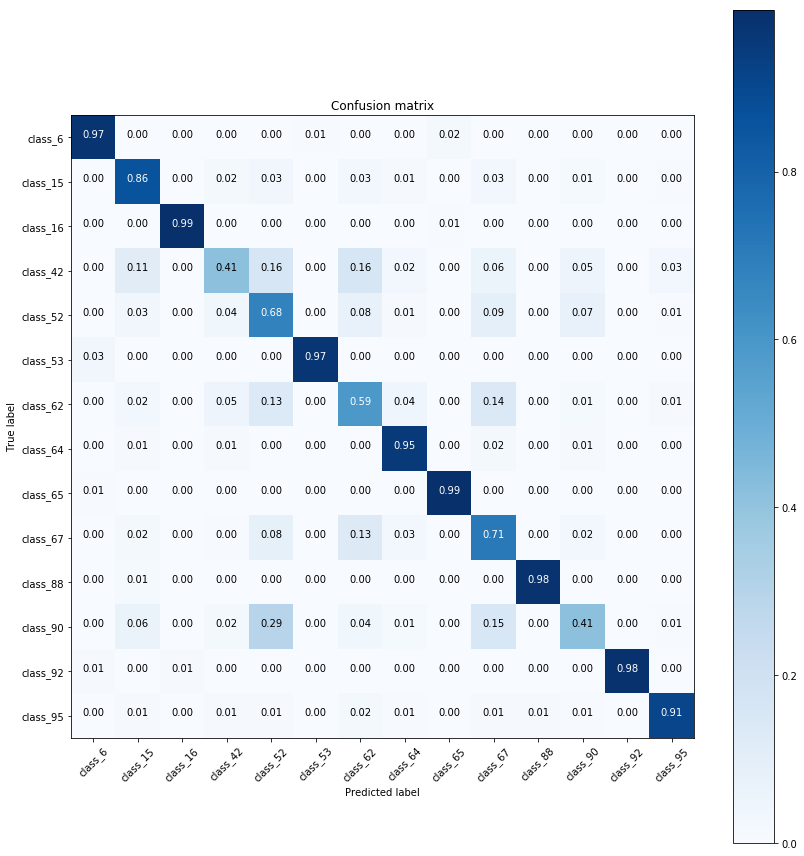 Confusion matrix
class_6 0.97 0.00 0.00 0.00 0.00 0.01 0.00 0.00 0.02 0.00 0.00 0.00 0.00 0.00
class_15 0.00 0.86 0.00 0.02 0.03 0.00 0.03 0.01 0.00 0.03 0.00 0.01 0.00 0.00
class_16 0.00 0.00 0.99 0.00 0.00 0.00 0.00 0.00 0.01 0.00 0.00 0.00 0.00 0.00
class_42 0.00 0.11 0.00 0.41 0.16 0.00 0.16 0.02 0.00 0.06 0.00 0.05 0.00 0.03
class_52 0.00 0.03 0.00 0.04 0.68 0.00 0.08 0.01 0.00 0.09 0.00 0.07 0.00 0.01
class_53 0.03 0.00 0.00 0.00 0.00 0.97 0.00 0.00 0.00 0.00 0.00 0.00 0.00 0.00
class_62 0.00 0.02 0.00 0.05 0.13 0.00 0.59 0.04 0.00 0.14 0.00 0.01 0.00 0.01
class_64 0.00 0.01 0.00 0.01 0.00 0.00 0.00 0.95 0.00 0.02 0.00 0.01 0.00 0.00
class_65 0.01 0.00 0.00 0.00 0.00 0.00 0.00 0.00 0.99 0.00 0.00 0.00 0.00 0.00
class_67 0.00 0.02 0.00 0.00 0.08 0.00 0.13 0.03 0.00 0.71 0.00 0.02 0.00 0.00
class_88 0.00 0.01 0.00 0.00 0.00 0.00 0.00 0.00 0.00 0.00 0.98 0.00 0.00 0.00
class_90 0.00 0.06 0.00 0.02 0.29 0.00 0.04 0.01 0.00 0.15 0.00 0.41 0.00 0.01
class_92 0.01 0.00 0.01 0.00 0.00 0.00 0.00 0.00 0.00 0.00 0.00 0.00 0.98 0.00
class_95 0.00 0.01 0.00 0.01 0.01 0.00 0.02 0.01 0.00 0.01 0.01 0.01 0.00 0.91
True label
class_6 class_15 class_16 class_42 class_52 class_53 class_62 class_64 class_65 class_67 class_88 class_90 class_92 class_95
Predicted label
0.8
0.6
0.4
0.2
0.0